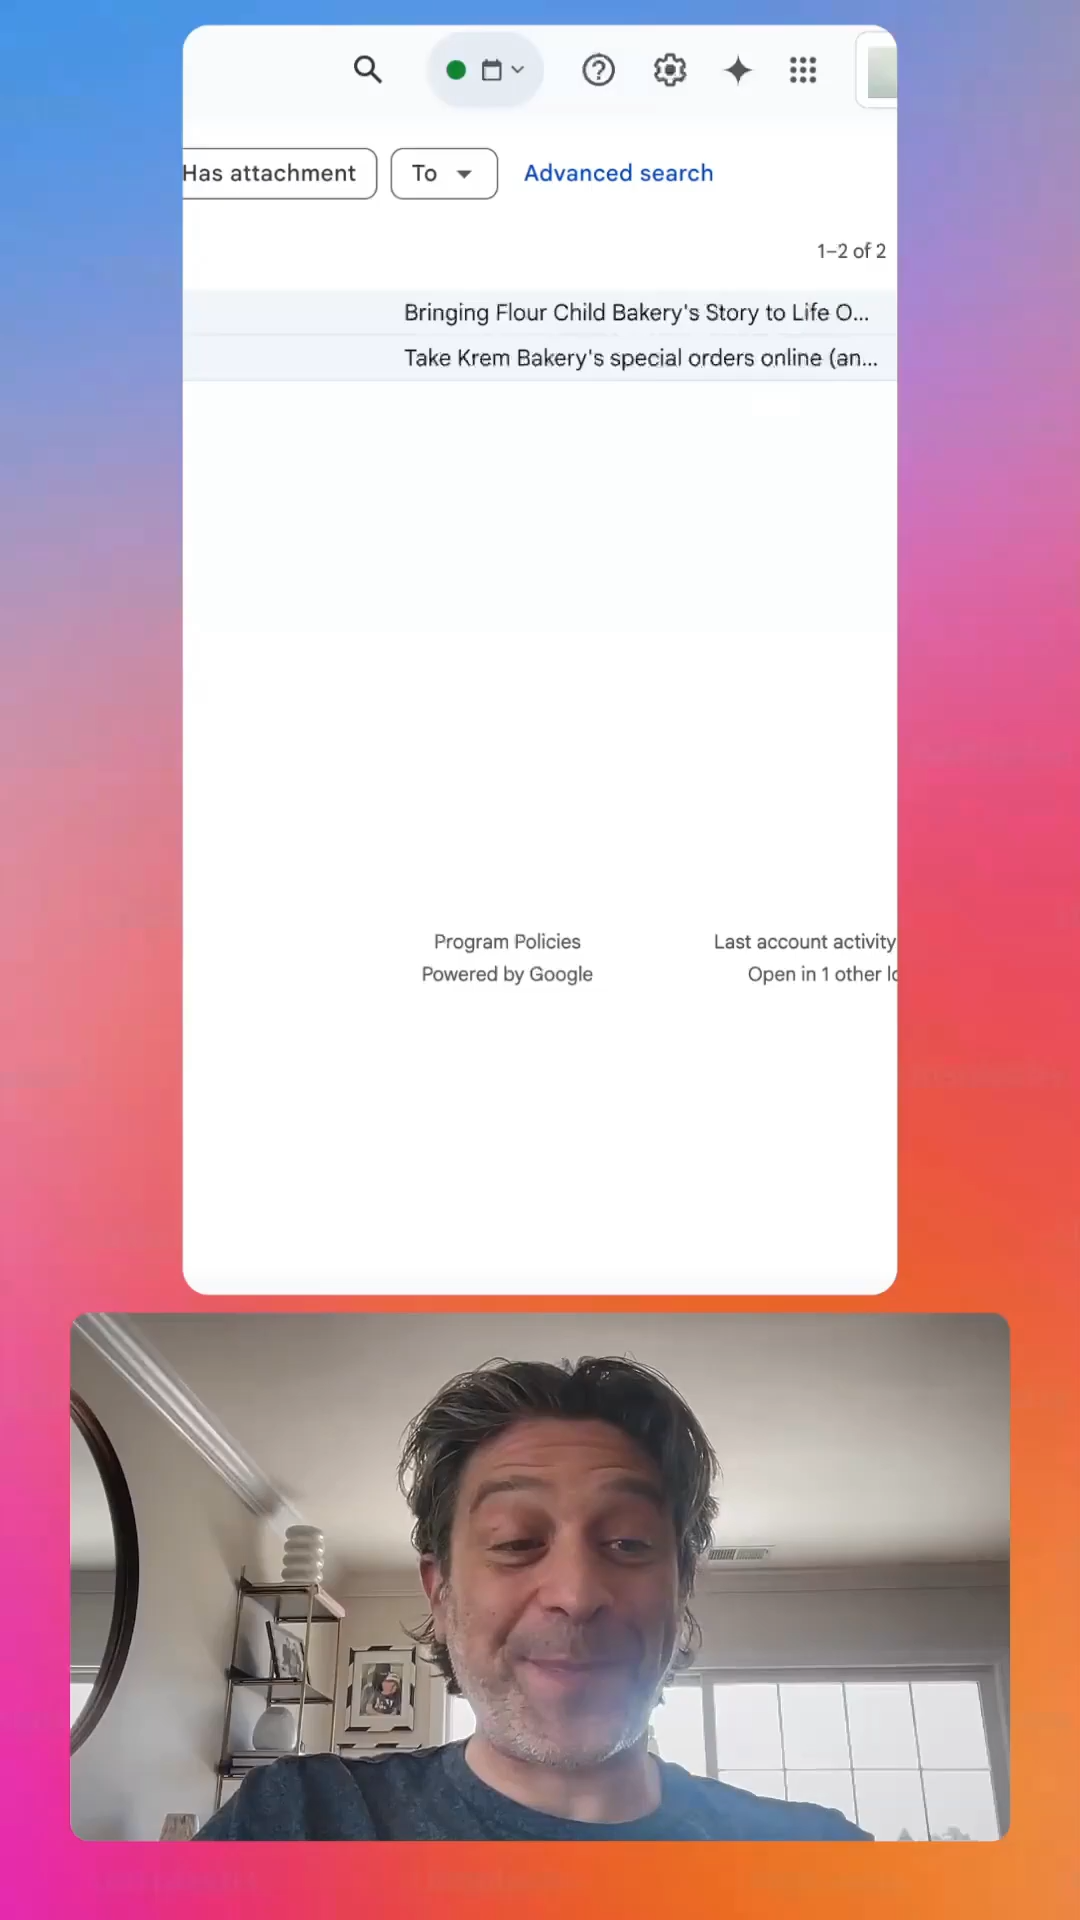 Has attachment
To
Advanced search
1–2 of 2
Bringing Flour Child Bakery's Story to Life O...
Take Krem Bakery's special orders online (an...
Program Policies
Powered by Google
Last account activity
Open in 1 other lo